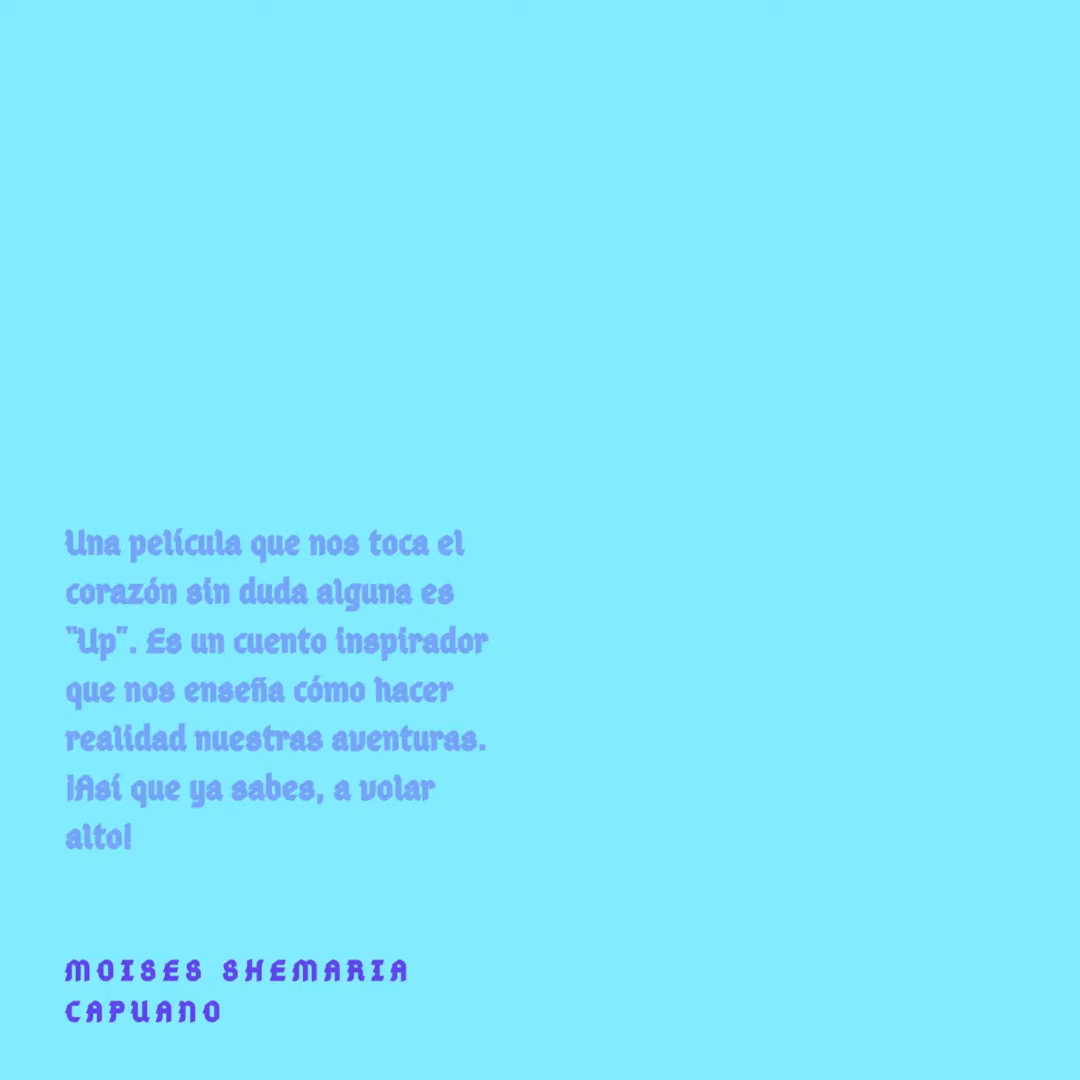 Una película que nos toca el
corazón sin duda alguna es
"Up". Es un cuento inspirador
que nos enseña cómo hacer
realidad nuestras aventuras.
¡Así que ya sabes, a volar
alto!
MOISES SHEMARIA
CAPUANO